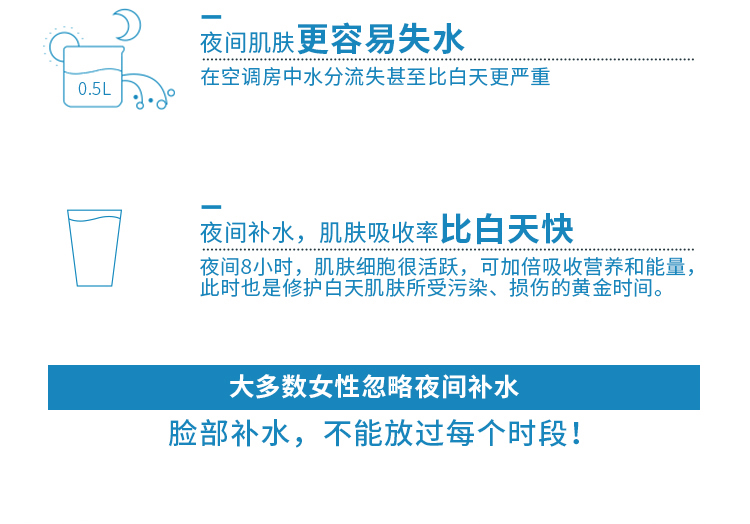 夜间肌肤更容易失水
0.5L
在空调房中水分流失甚至比白天更严重
夜间补水，肌肤吸收率比白天快
夜间8小时，肌肤细胞很活跃，可加倍吸收营养和能量，
此时也是修护白天肌肤所受污染、损伤的黄金时间。
大多数女性忽略夜间补水
脸部补水，不能放过每个时段！